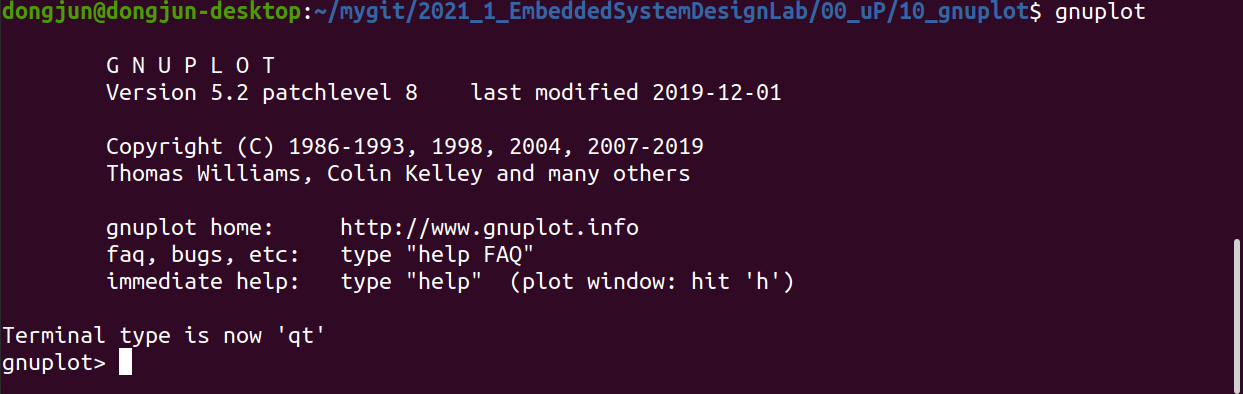 dongjun@dongjun-desktop:~/mygit/2021_1_EmbeddedSystemDesignLab/00_uP/10_gnuplot$ gnuplot
G N U P L O T
Version 5.2 patchlevel 8    last modified 2019-12-01
Copyright (C) 1986-1993, 1998, 2004, 2007-2019
Thomas Williams, Colin Kelley and many others
gnuplot home:     http://www.gnuplot.info
faq, bugs, etc:   type "help FAQ"
immediate help:   type "help"  (plot window: hit 'h')
Terminal type is now 'qt'
gnuplot>